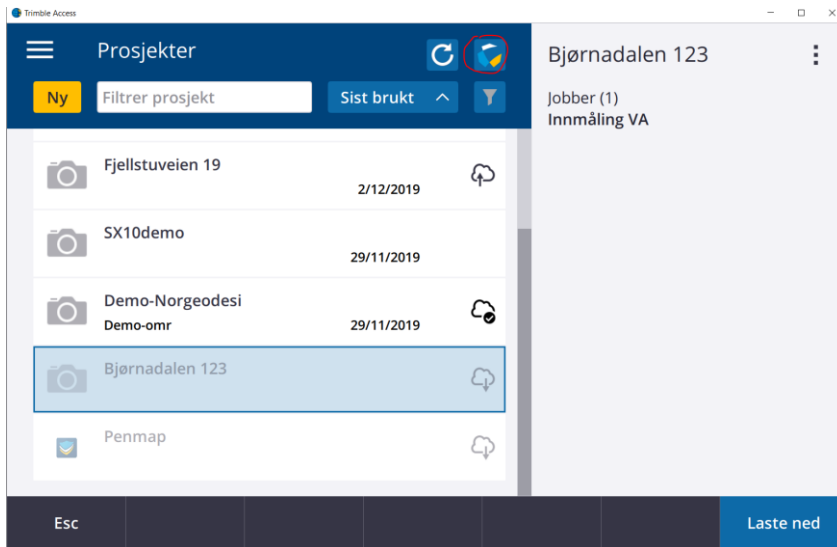 Trimble Access
Prosjekter
Ny
Filtrer prosjekt
Sist brukt
Fjellstuveien 19
2/12/2019
SX10demo
29/11/2019
Demo-Norgeodesi
Demo-omr
29/11/2019
Bjørnadalen 123
Penmap
Bjørnadalen 123
Jobber (1)
Innmåling VA
Esc
Laste ned